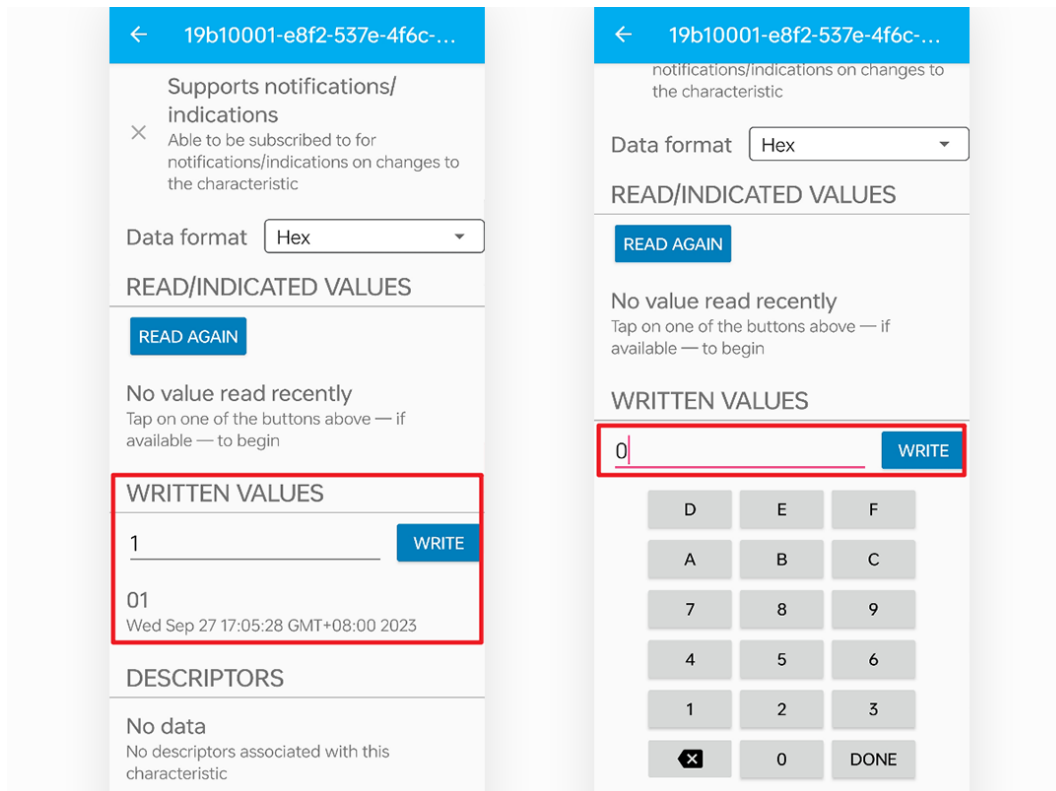 19b10001-e8f2-537e-4f6c-...
Supports notifications/
indications
Able to be subscribed to for
notifications/indications on changes to
the characteristic
Data format
Hex
READ/INDICATED VALUES
READ AGAIN
No value read recently
Tap on one of the buttons above — if
available — to begin
WRITTEN VALUES
1
WRITE
01
Wed Sep 27 17:05:28 GMT+08:00 2023
DESCRIPTORS
No data
No descriptors associated with this
characteristic
19b10001-e8f2-537e-4f6c-...
notifications/indications on changes to
the characteristic
Data format
Hex
READ/INDICATED VALUES
READ AGAIN
No value read recently
Tap on one of the buttons above — if
available — to begin
WRITTEN VALUES
0
WRITE
D E F
A B C
7 8 9
4 5 6
1 2 3
0 DONE